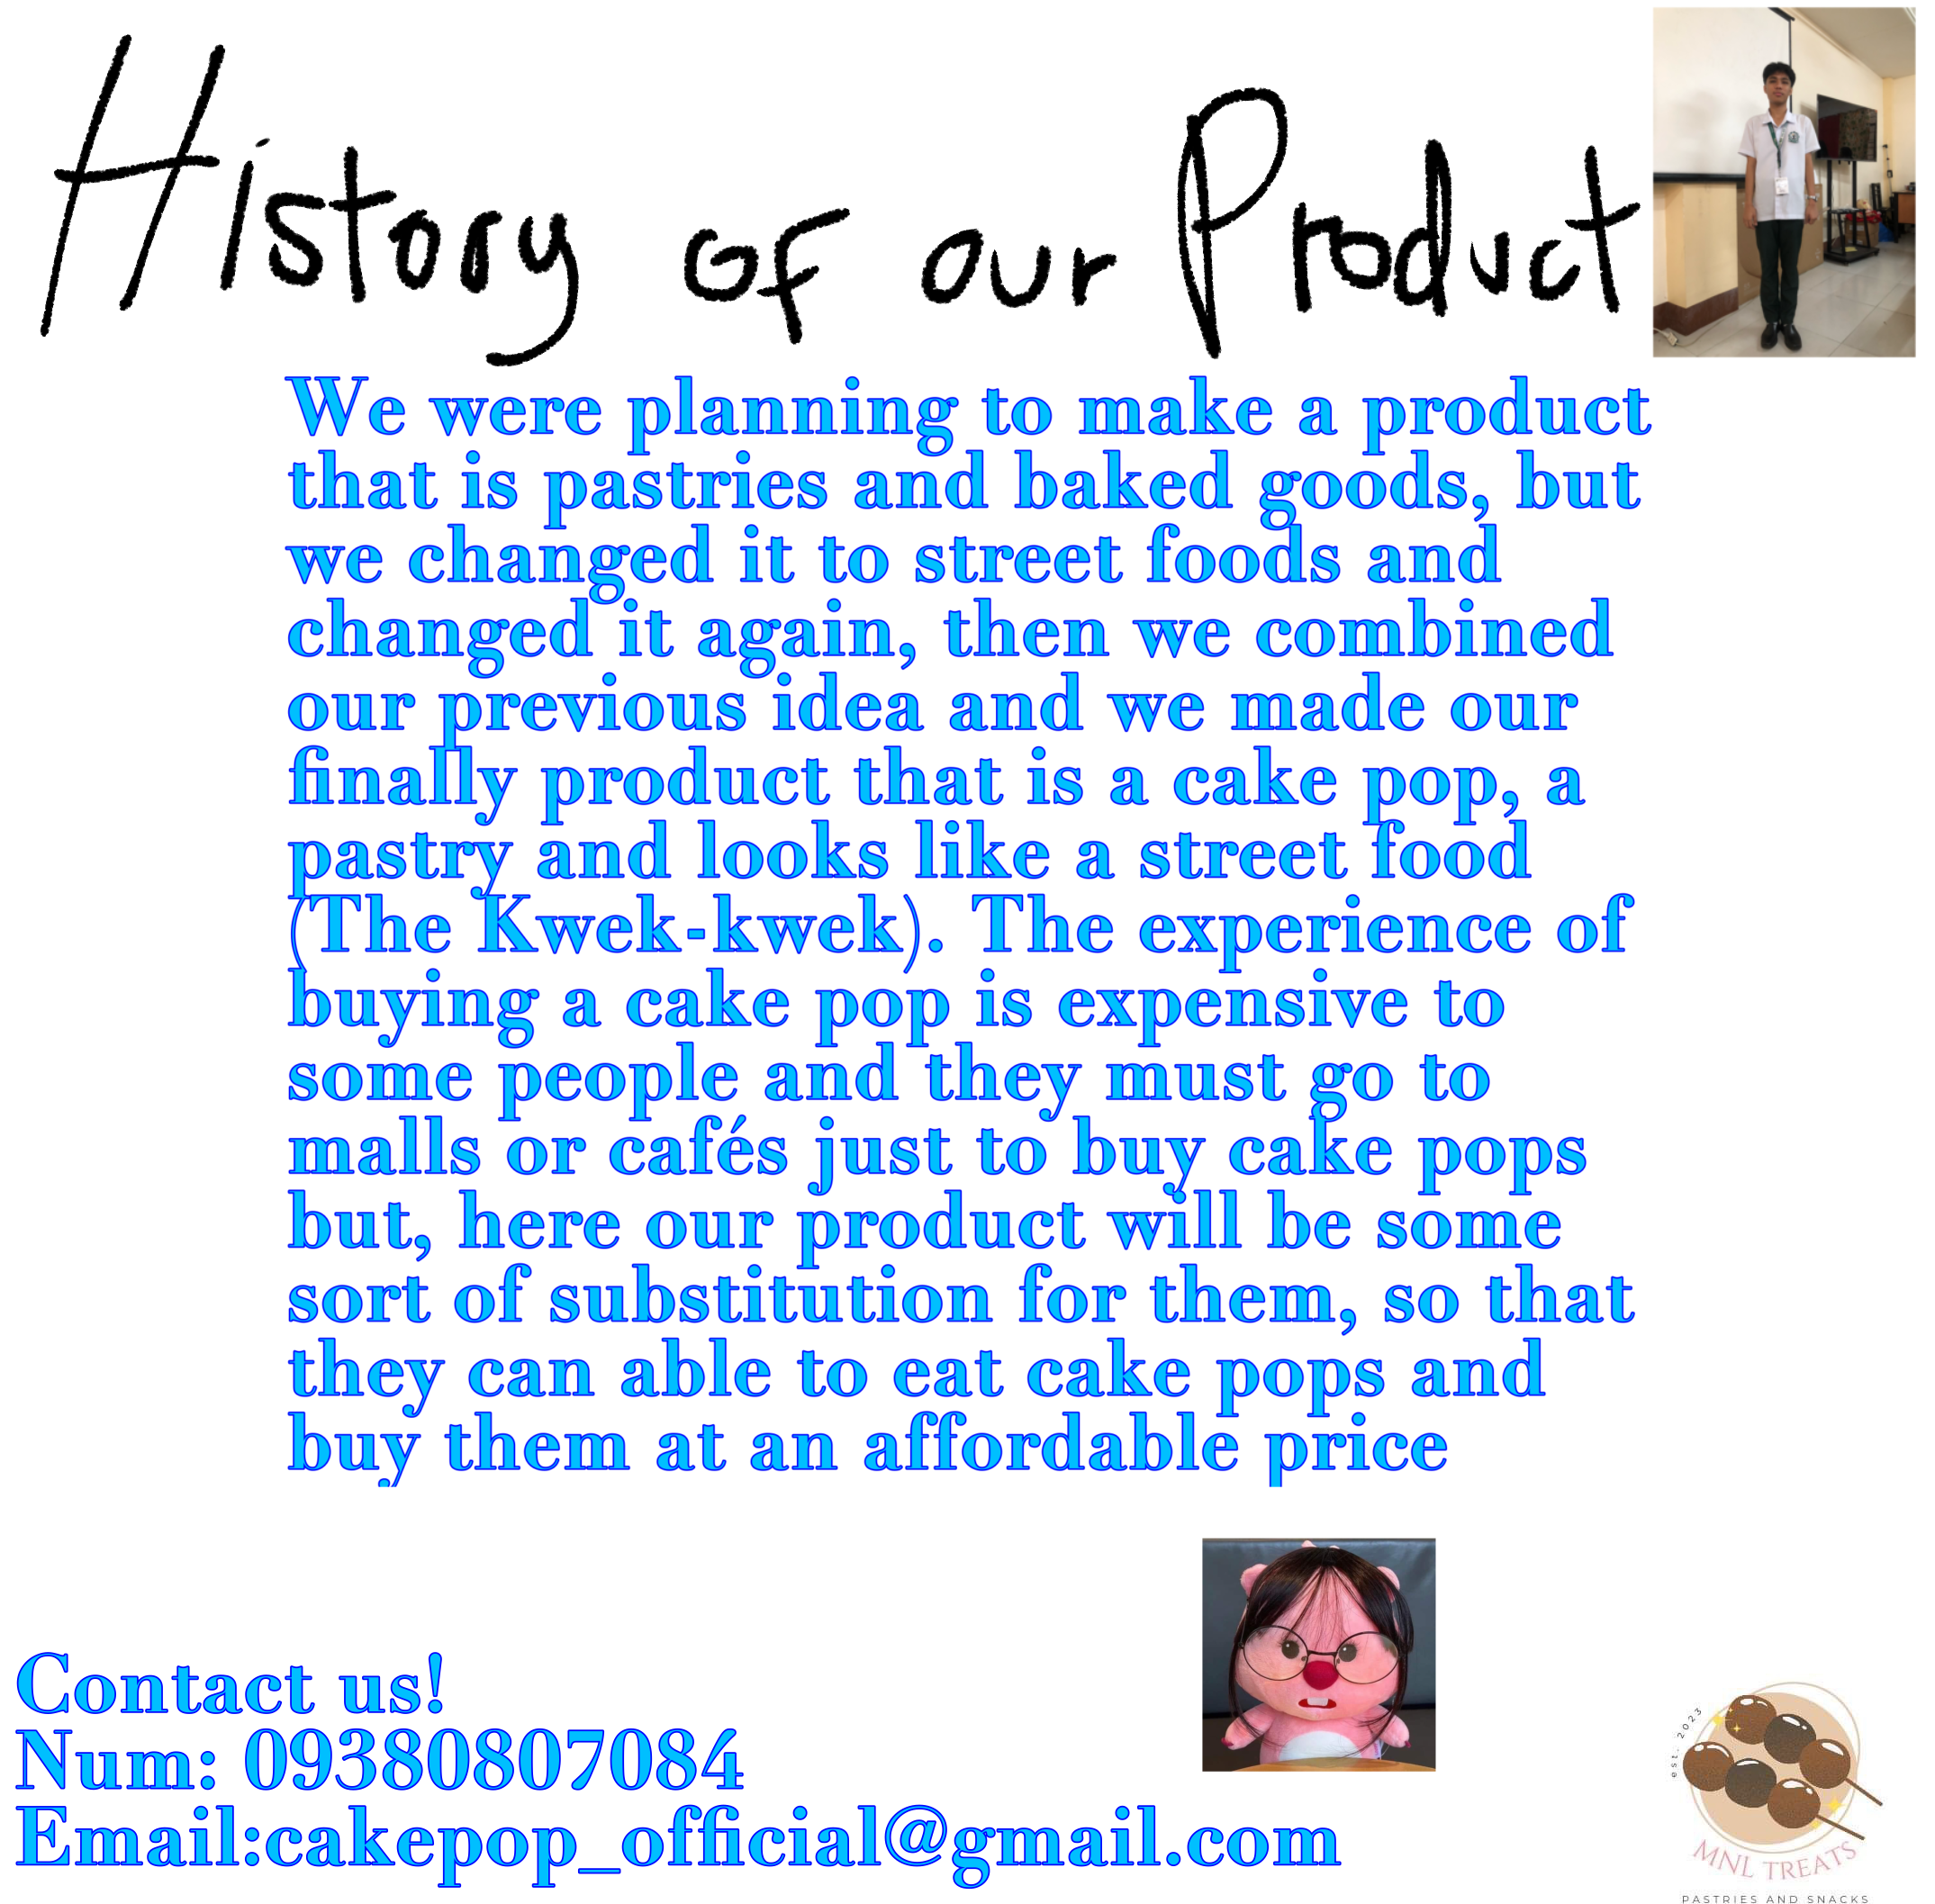 History of our Product
We were planning to make a product
that is pastries and baked goods, but
we changed it to street foods and
changed it again, then we combined
our previous idea and we made our
finally product that is a cake pop, a
pastry and looks like a street food
(The Kwek-kwek). The experience of
buying a cake pop is expensive to
some people and they must go to
malls or cafés just to buy cake pops
but, here our product will be some
sort of substitution for them, so that
they can able to eat cake pops and
buy them at an affordable price
Contact us!
Num: 09380807084
Email:cakepop_official@gmail.com
est. 2023
MNL TREATS
PASTRIES AND SNACKS